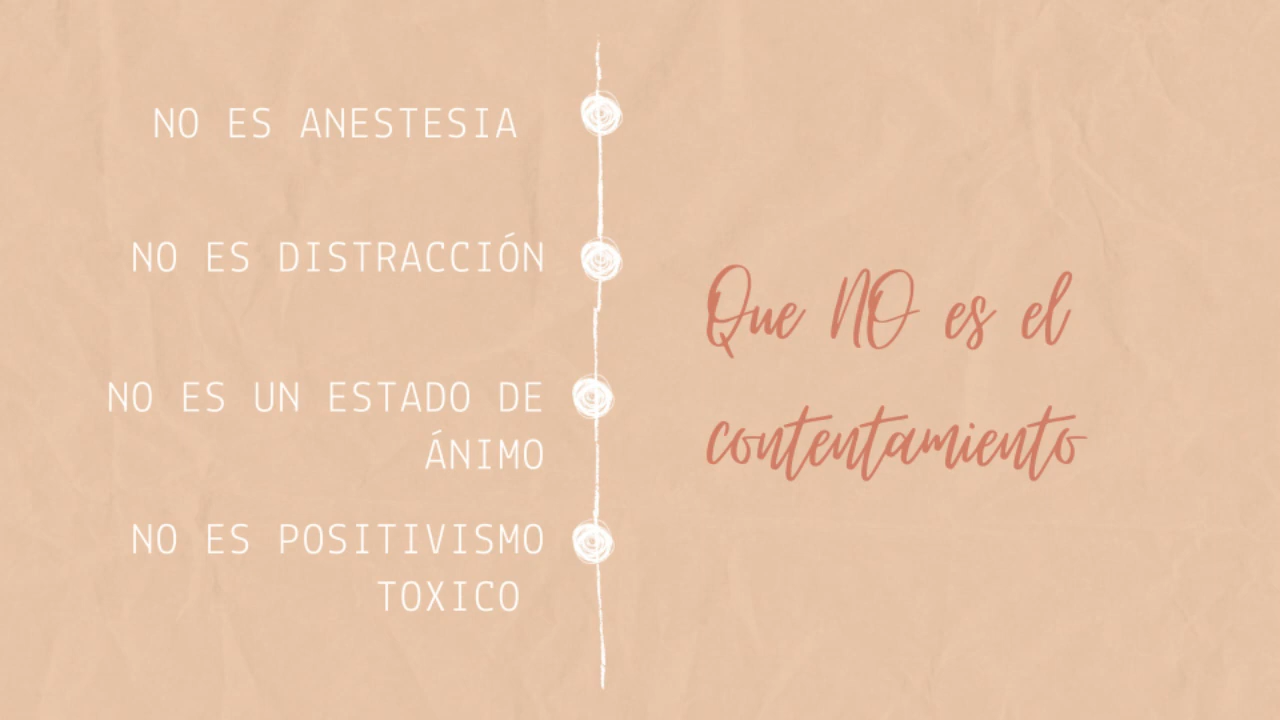 NO ES ANESTESIA
NO ES DISTRACCIÓN
NO ES UN ESTADO DE
ÁNIMO
NO ES POSITIVISMO
TOXICO
Que NO es el
contentamiento